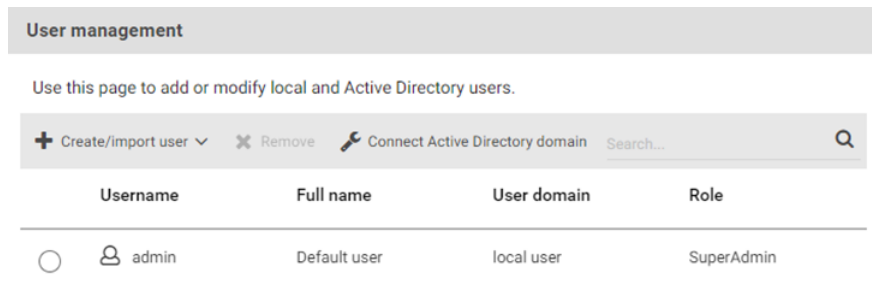 User management
Use this page to add or modify local and Active Directory users.
Create/import user Remove Connect Active Directory domain Search...
Username Full name User domain Role
admin Default user local user SuperAdmin